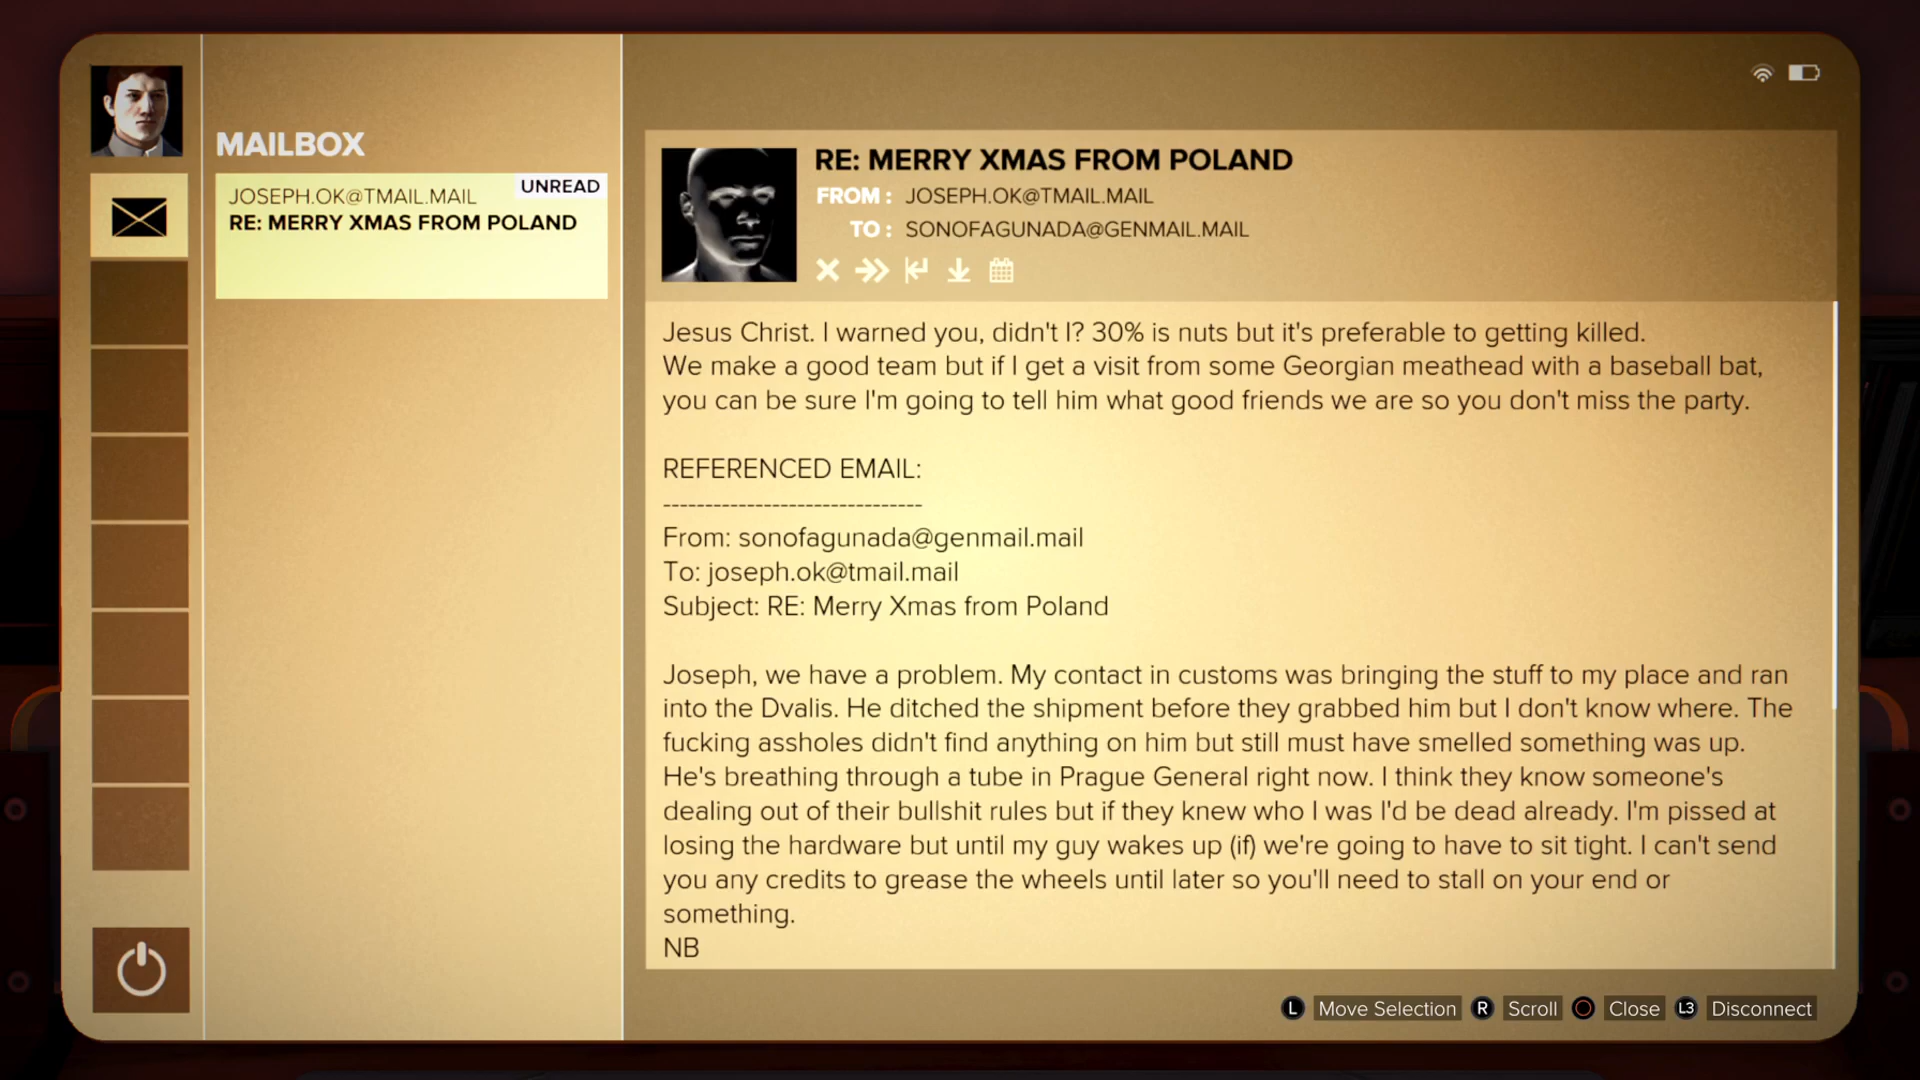 MAILBOX
UNREAD
JOSEPH.OK@TMAIL.MAIL
RE: MERRY XMAS FROM POLAND
RE: MERRY XMAS FROM POLAND
FROM : JOSEPH.OK@TMAIL.MAIL
TO : SONOFAGUNADA@GENMAIL.MAIL
Jesus Christ. I warned you, didn't I? 30% is nuts but it's preferable to getting killed.
We make a good team but if I get a visit from some Georgian meathead with a baseball bat,
you can be sure I'm going to tell him what good friends we are so you don't miss the party.
REFERENCED EMAIL:
-------------------------------
From: sonofagunada@genmail.mail
To: joseph.ok@tmail.mail
Subject: RE: Merry Xmas from Poland
Joseph, we have a problem. My contact in customs was bringing the stuff to my place and ran
into the Dvalis. He ditched the shipment before they grabbed him but I don't know where. The
fucking assholes didn't find anything on him but still must have smelled something was up.
He's breathing through a tube in Prague General right now. I think they know someone's
dealing out of their bullshit rules but if they knew who I was I'd be dead already. I'm pissed at
losing the hardware but until my guy wakes up (if) we're going to have to sit tight. I can't send
you any credits to grease the wheels until later so you'll need to stall on your end or
something.
NB
L Move Selection R Scroll Close L3 Disconnect